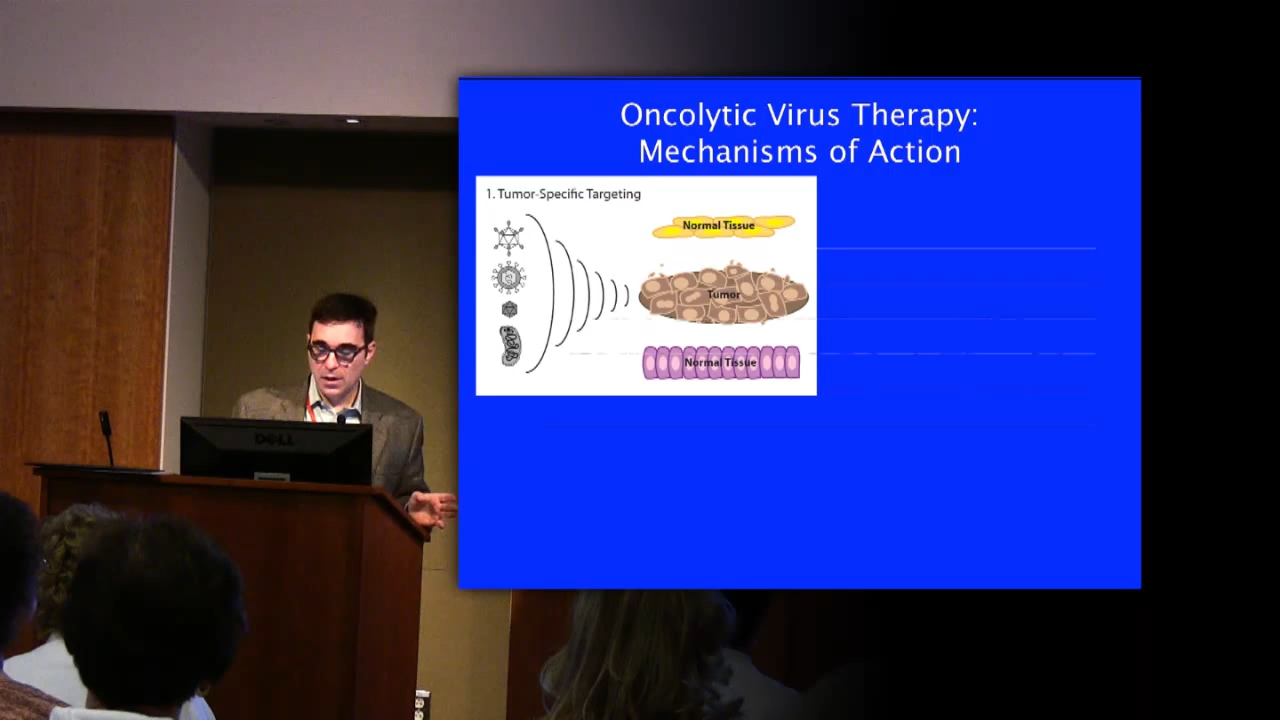 Oncolytic Virus Therapy:
Mechanisms of Action
1. Tumor-Specific Targeting
Normal Tissue
Tumor
Normal Tissue
DELL